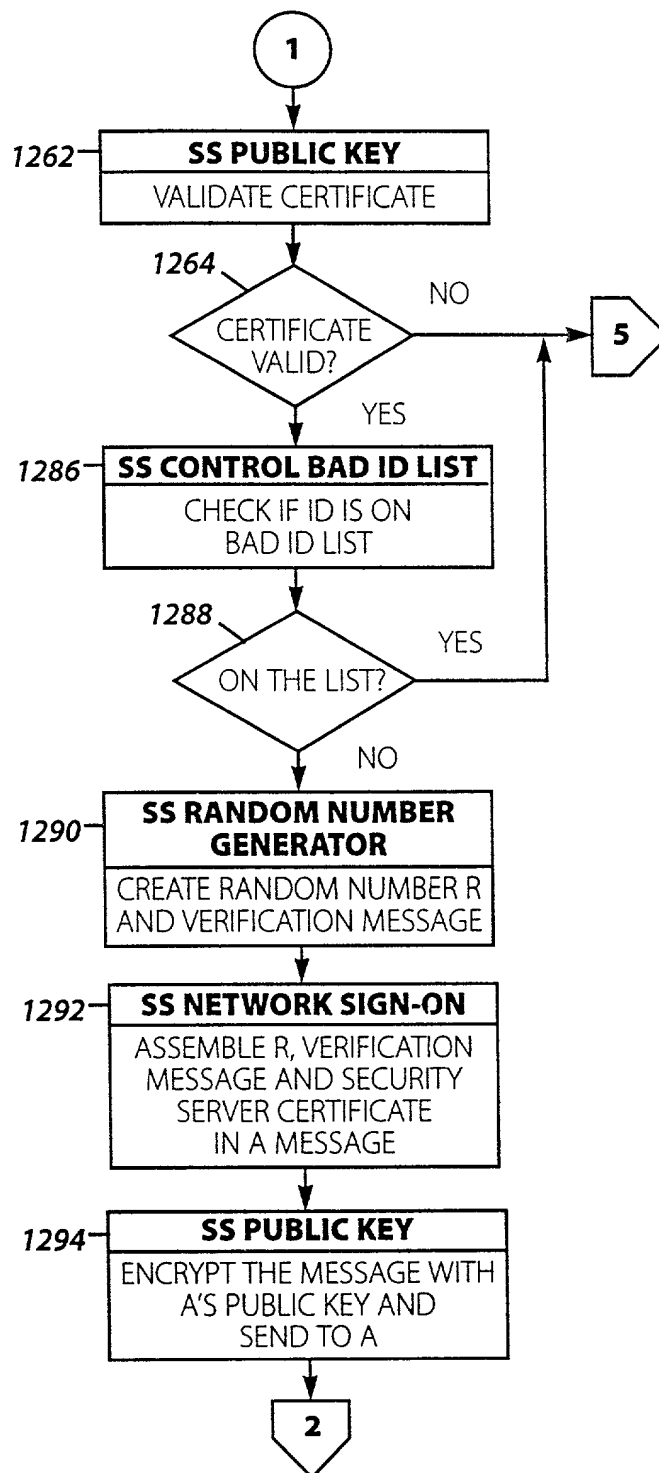 1
1262
SS PUBLIC KEY
VALIDATE CERTIFICATE
1264
CERTIFICATE
VALID?
NO
5
YES
1286
SS CONTROL BAD ID LIST
CHECK IF ID IS ON
BAD ID LIST
1288
ON THE LIST?
YES
NO
1290
SS RANDOM NUMBER
GENERATOR
CREATE RANDOM NUMBER R
AND VERIFICATION MESSAGE
1292
SS NETWORK SIGN-ON
ASSEMBLE R, VERIFICATION
MESSAGE AND SECURITY
SERVER CERTIFICATE
IN A MESSAGE
1294
SS PUBLIC KEY
ENCRYPT THE MESSAGE WITH
A'S PUBLIC KEY AND
SEND TO A
2